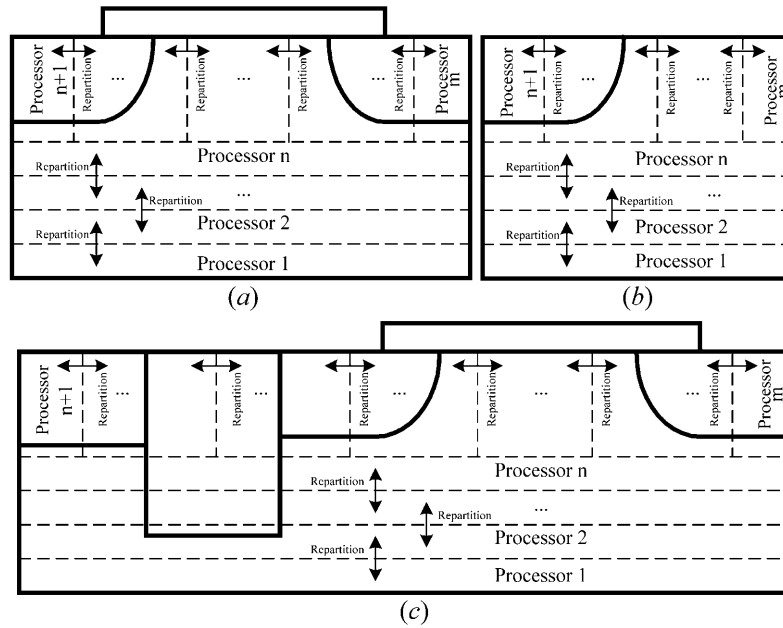 Processor n+1
Repartition
...
Repartition
...
Repartition
...
Repartition
Processor m
Repartition
Processor n
Repartition
...
Repartition
Processor 2
Processor 1
(a)
Processor n+1
Repartition
...
Repartition
...
Processor m
Repartition
Processor n
Repartition
...
Repartition
Processor 2
Processor 1
(b)
Processor n+1
Repartition
...
Repartition
...
Repartition
...
Repartition
...
Repartition
...
Repartition
Processor m
Repartition
Processor n
Repartition
...
Repartition
Processor 2
Processor 1
(c)